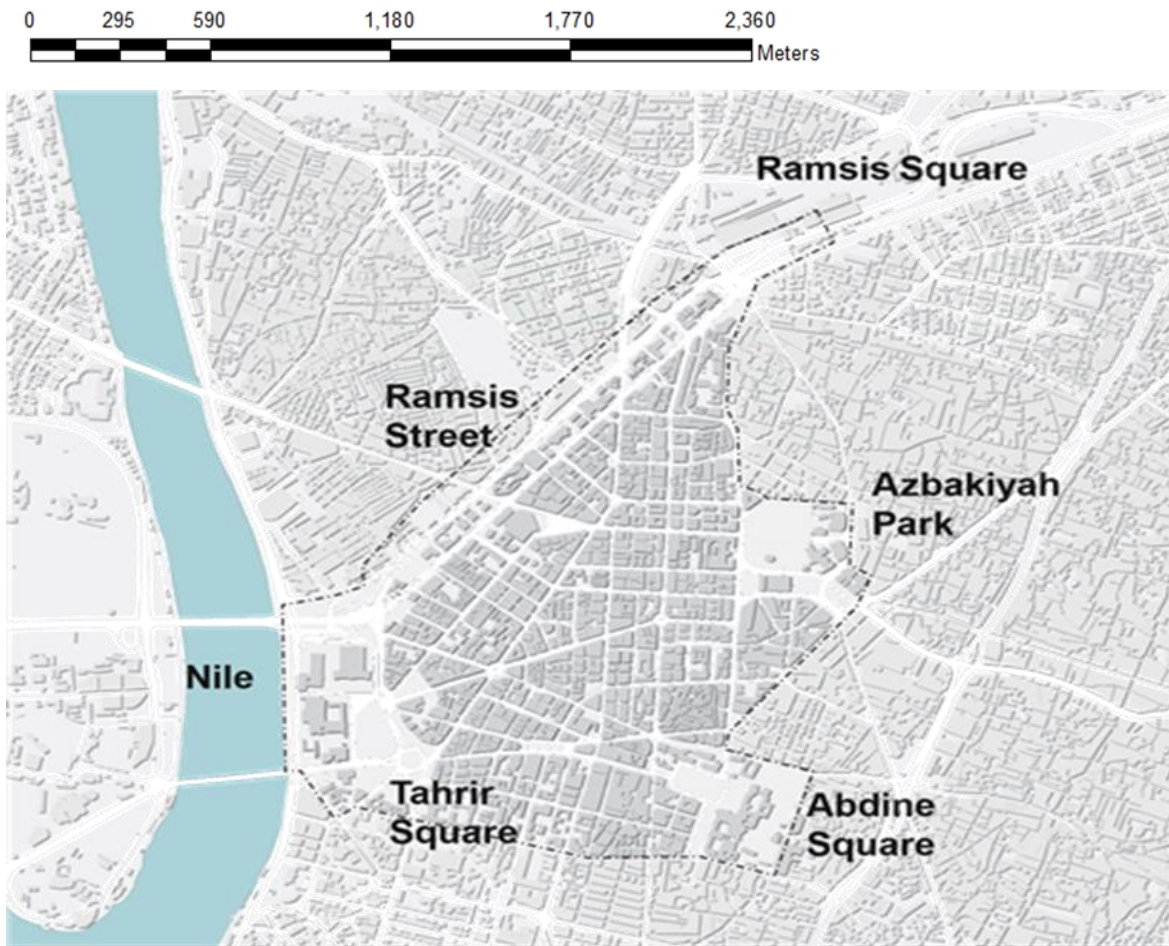 0 295 590 1,180 1,770 2,360
Meters
Ramsis Square
Ramsis
Street
Azbakiyah
Park
Nile
Tahrir
Square
Abdine
Square